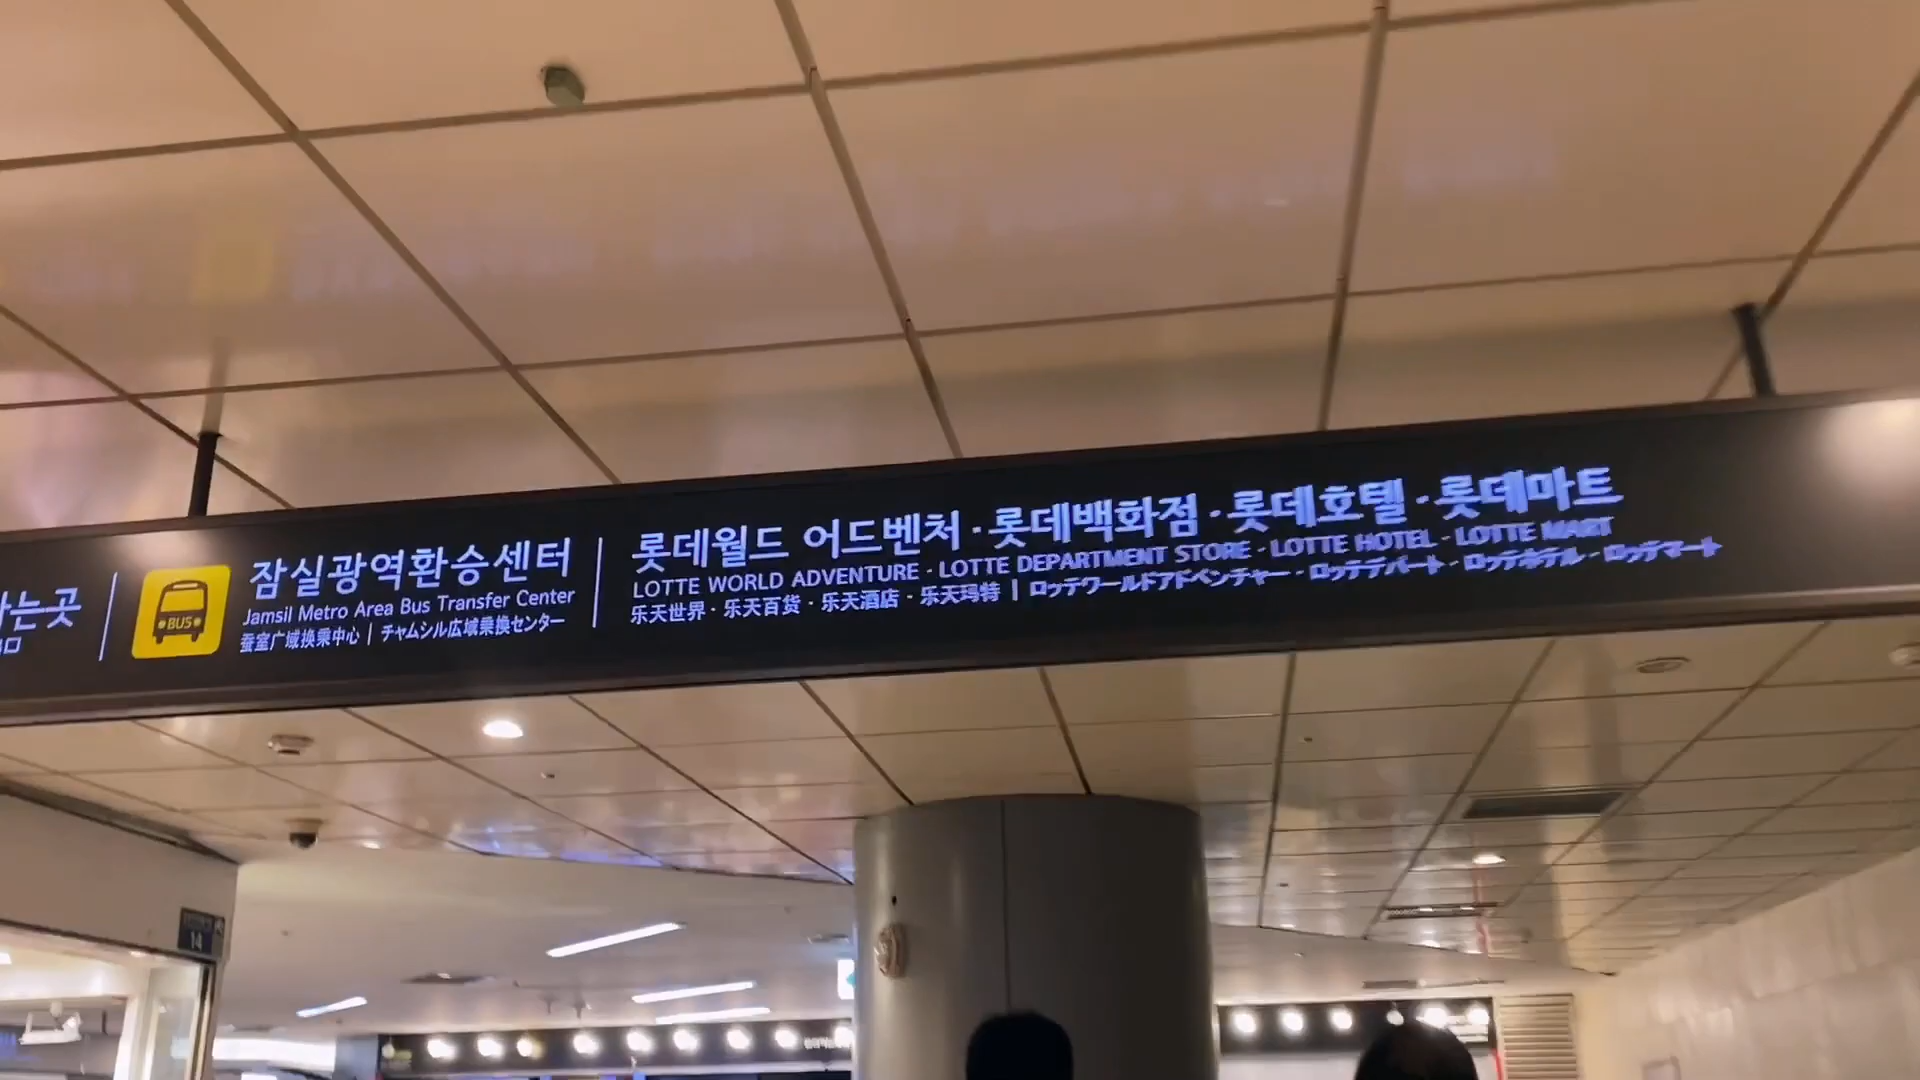 나는곳
口
BUS
잠실광역환승센터
Jamsil Metro Area Bus Transfer Center
蚕室广域换乘中心 | チャムシル広域乗換センター
롯데월드 어드벤처·롯데백화점·롯데호텔·롯데마트
LOTTE WORLD ADVENTURE · LOTTE DEPARTMENT STORE · LOTTE HOTEL · LOTTE MART
乐天世界 · 乐天百货 · 乐天酒店 · 乐天玛特 | ロッテワールドアドベンチャー · ロッテデパート · ロッテホテル · ロッテマート
14